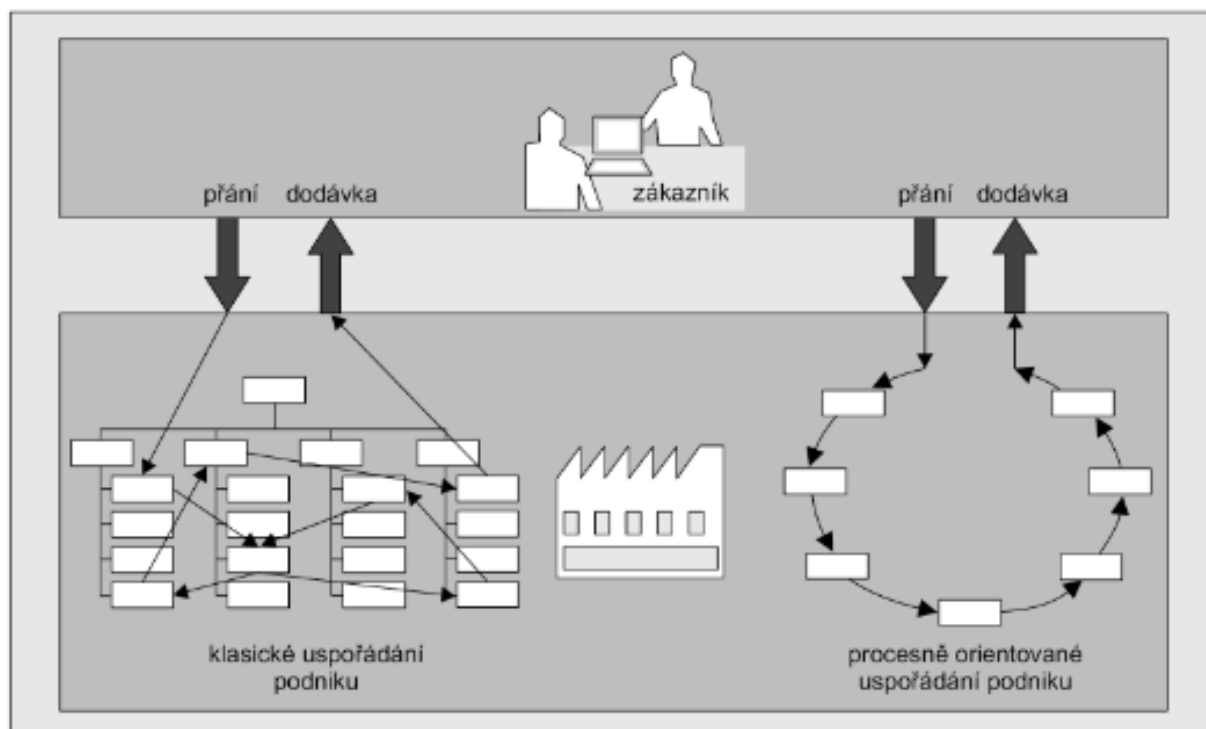 zákazník
přání dodávka
přání dodávka
klasické uspořádání
podniku
procesně orientované
uspořádání podniku